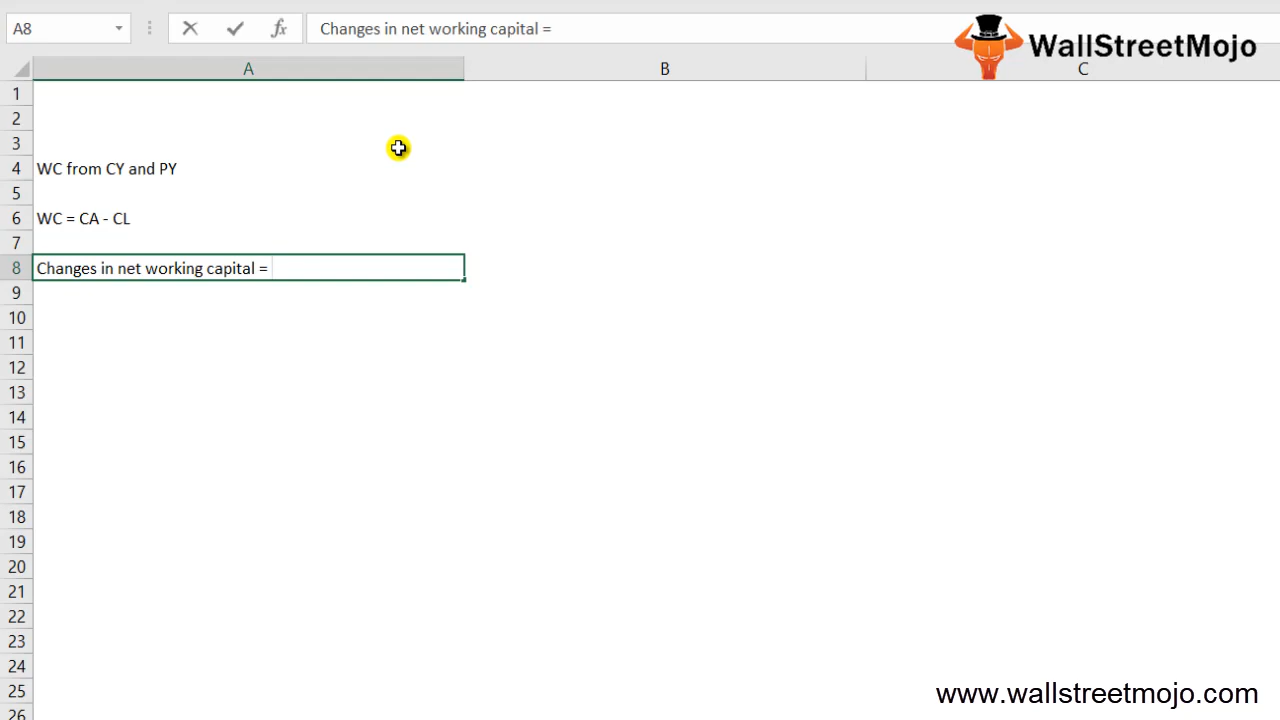 A8
fx
Changes in net working capital =
WallStreetMojo
A
B
C
1
2
3
4
WC from CY and PY
5
6
WC = CA - CL
7
8
Changes in net working capital =
9
10
11
12
13
14
15
16
17
18
19
20
21
22
23
24
25
26
www.wallstreetmojo.com